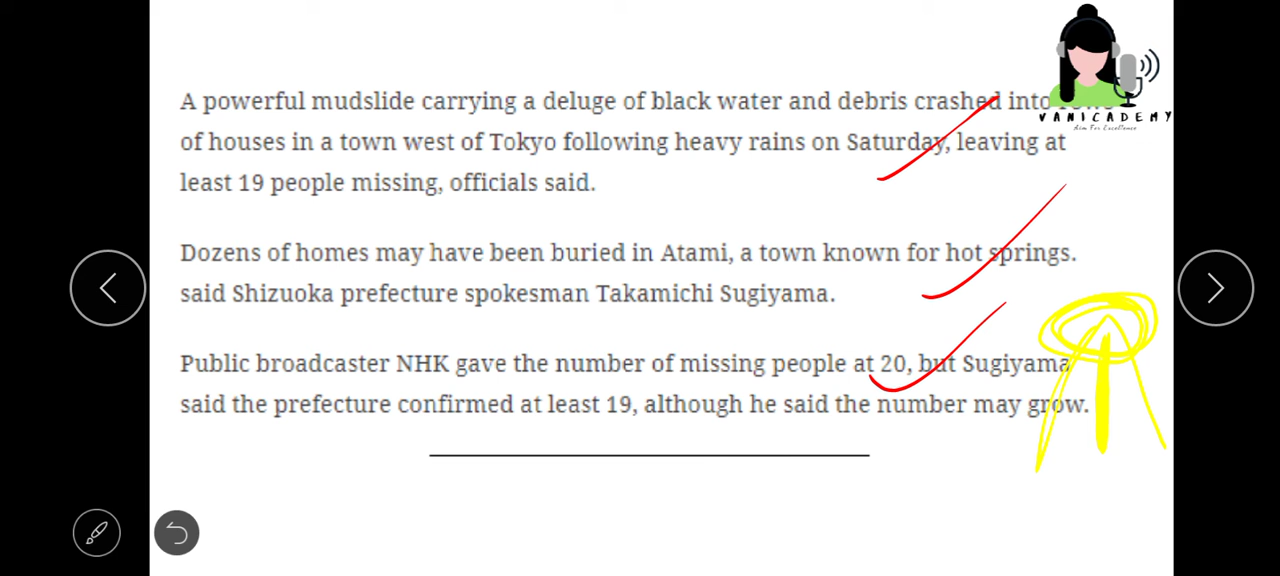 A powerful mudslide carrying a deluge of black water and debris crashed into
of houses in a town west of Tokyo following heavy rains on Saturday, leaving at
least 19 people missing, officials said.
Dozens of homes may have been buried in Atami, a town known for hot springs.
said Shizuoka prefecture spokesman Takamichi Sugiyama.
Public broadcaster NHK gave the number of missing people at 20, but Sugiyama
said the prefecture confirmed at least 19, although he said the number may grow.
VANICADEMY
Aim For Excellence